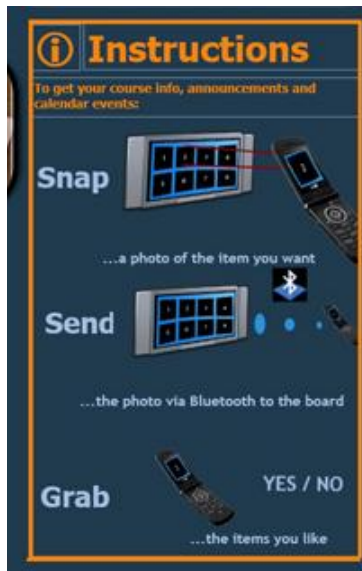 Instructions
To get your course info, announcements and
calendar events:
Snap
...a photo of the item you want
Send
...the photo via Bluetooth to the board
Grab
YES / NO
...the items you like